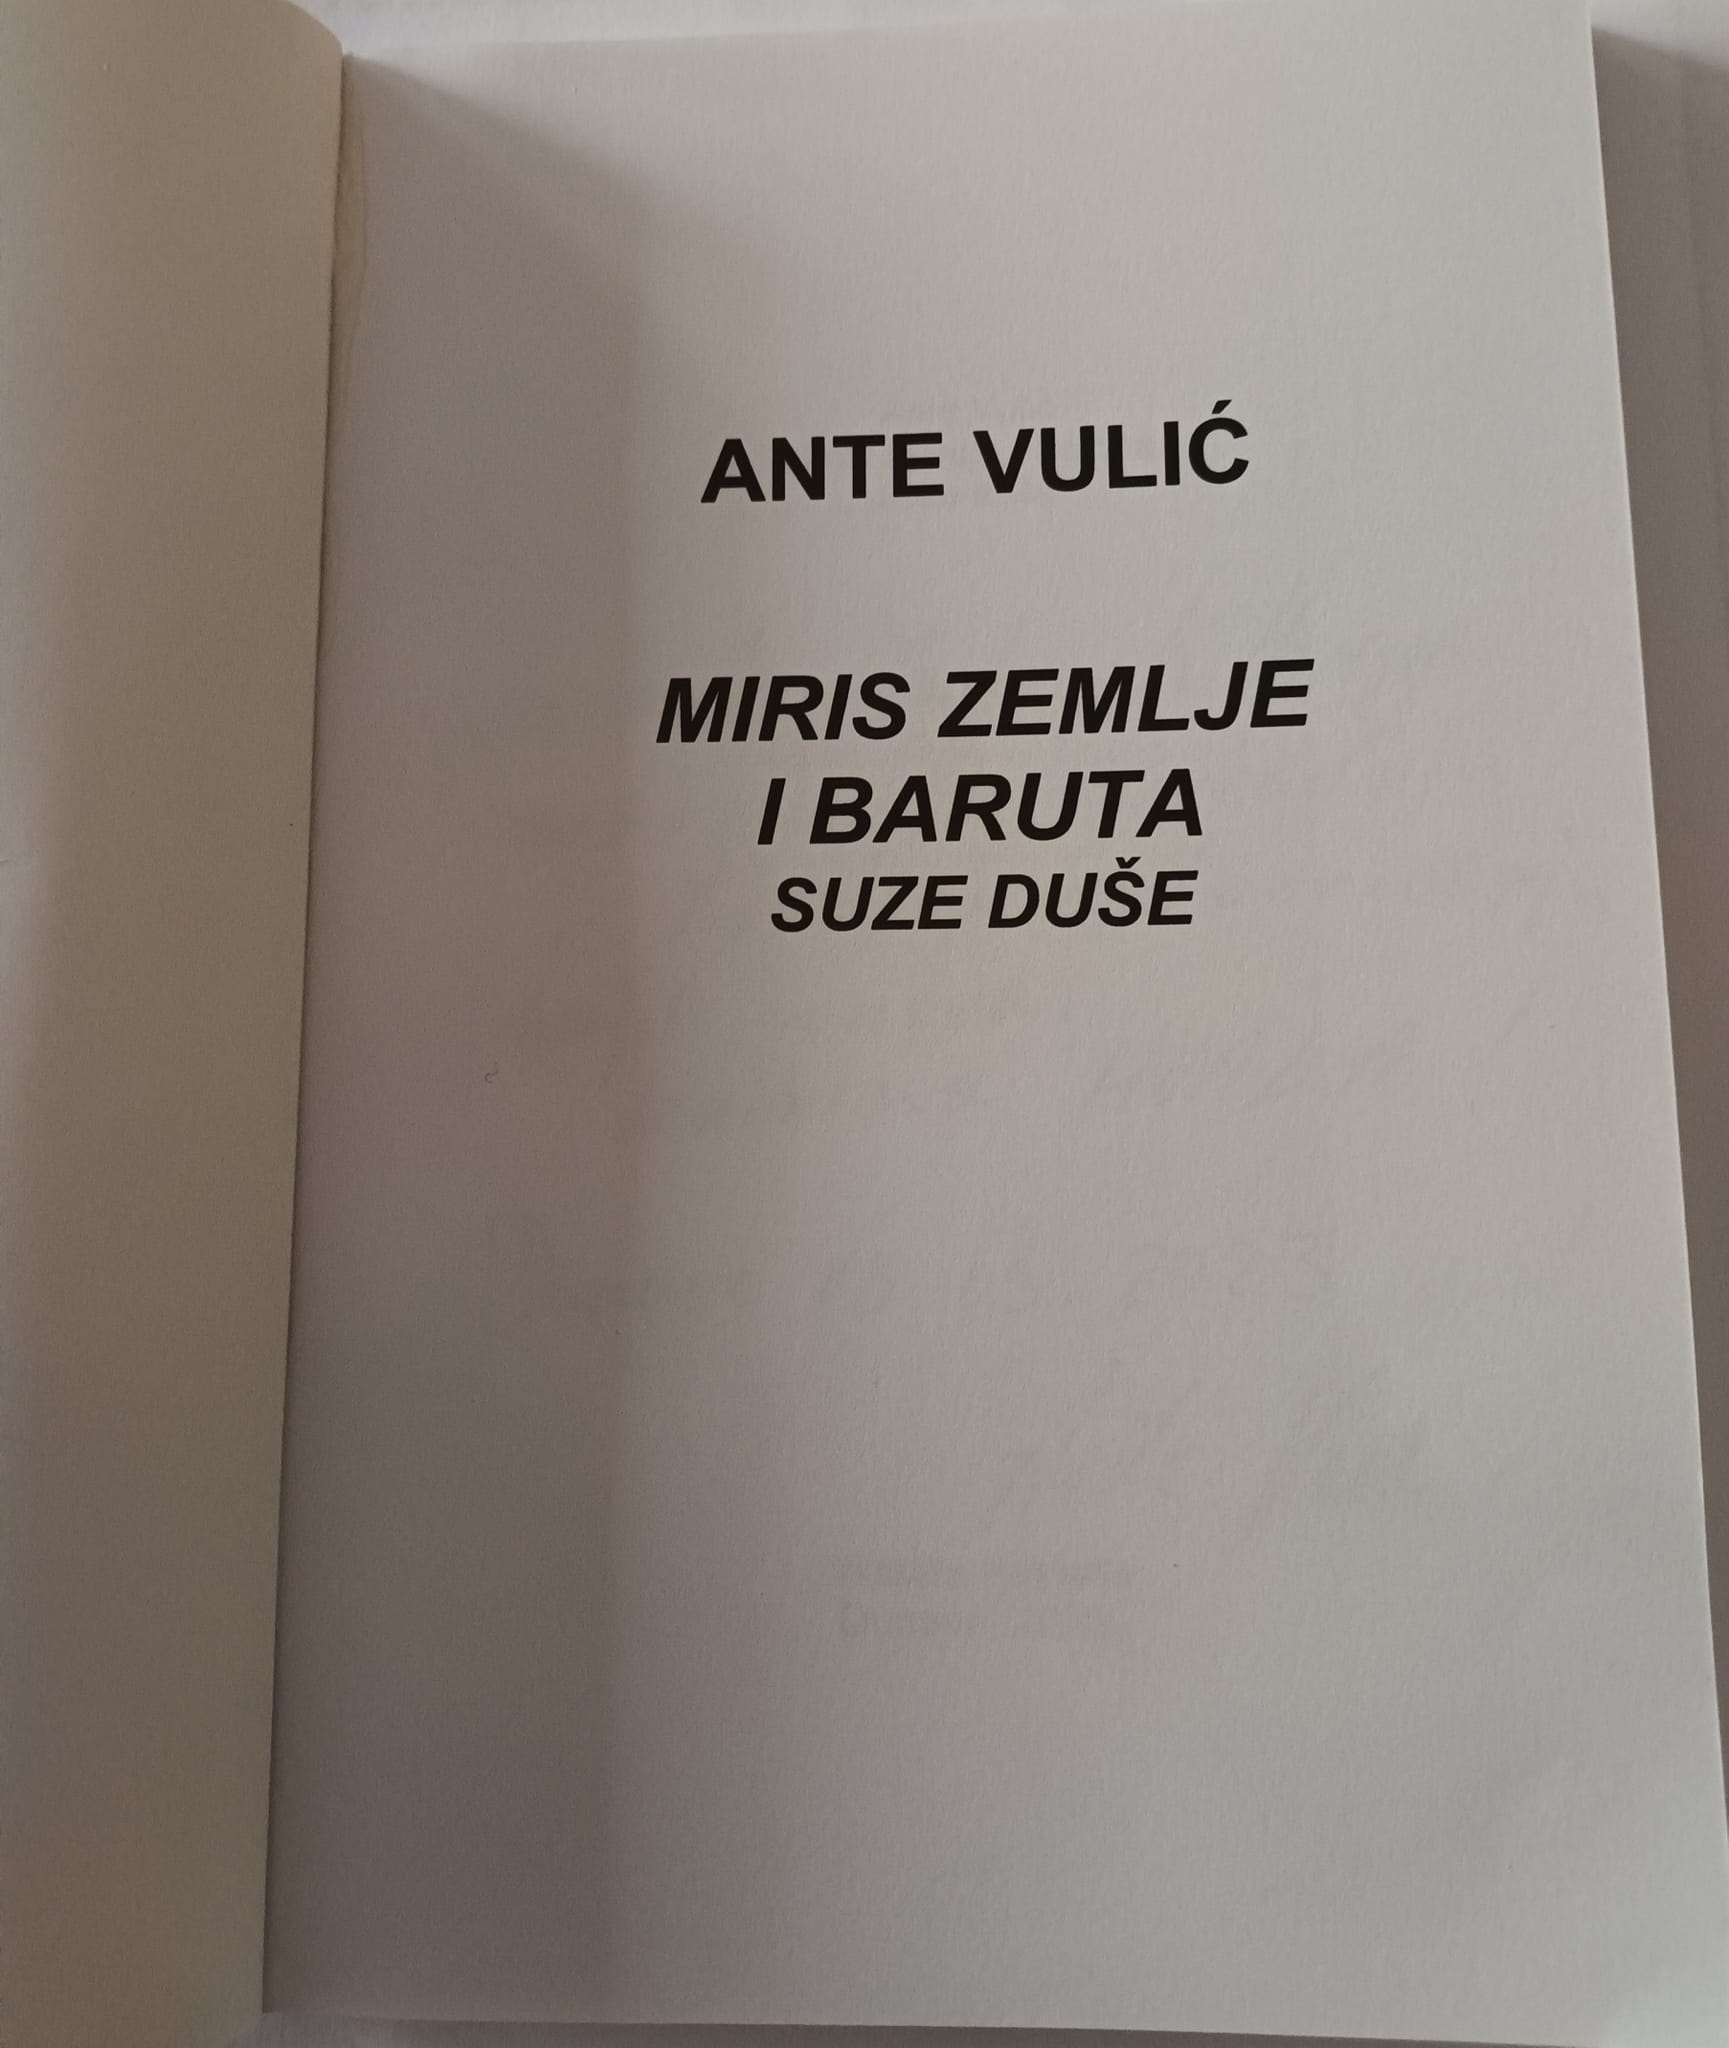 ANTE VULIĆ
MIRIS ZEMLJE
I BARUTA
SUZE DUŠE